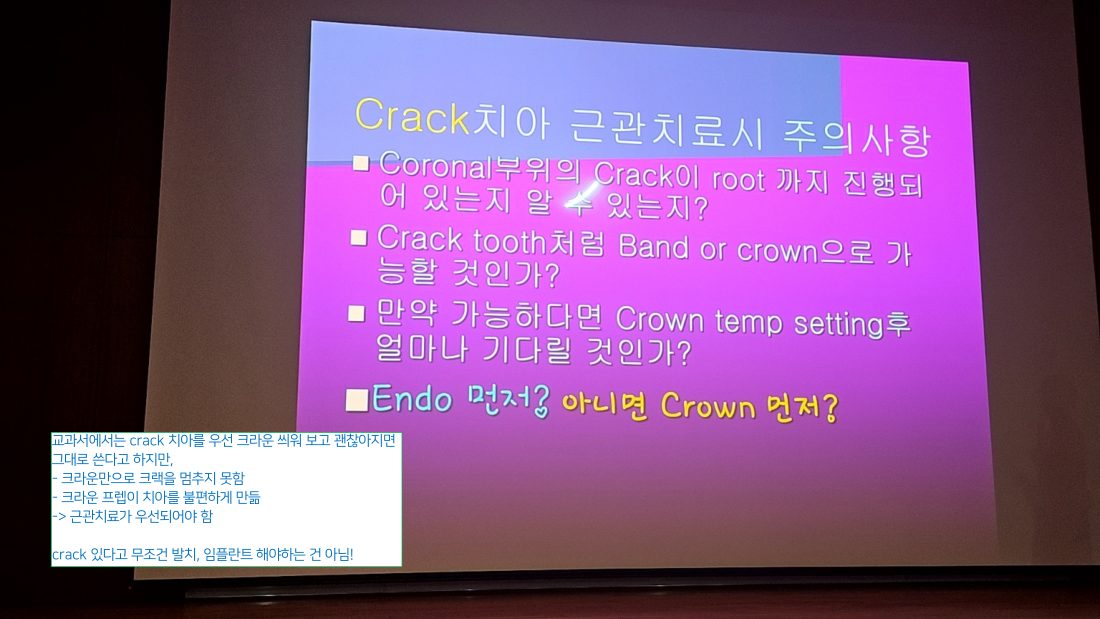 Crack치아 근관치료시 주의사항
■ Coronal부위의 Crack이 root 까지 진행되
어 있는지 알 수 있는지?
■ Crack tooth처럼 Band or crown으로 가
능할 것인가?
■ 만약 가능하다면 Crown temp setting후
얼마나 기다릴 것인가?
■Endo 먼저? 아니면 Crown 먼저?
교과서에서는 crack 치아를 우선 크라운 씌워 보고 괜찮아지면
그대로 쓴다고 하지만,
- 크라운만으로 크랙을 멈추지 못함
- 크라운 프렙이 치아를 불편하게 만듦
-> 근관치료가 우선되어야 함
crack 있다고 무조건 발치, 임플란트 해야하는 건 아님!